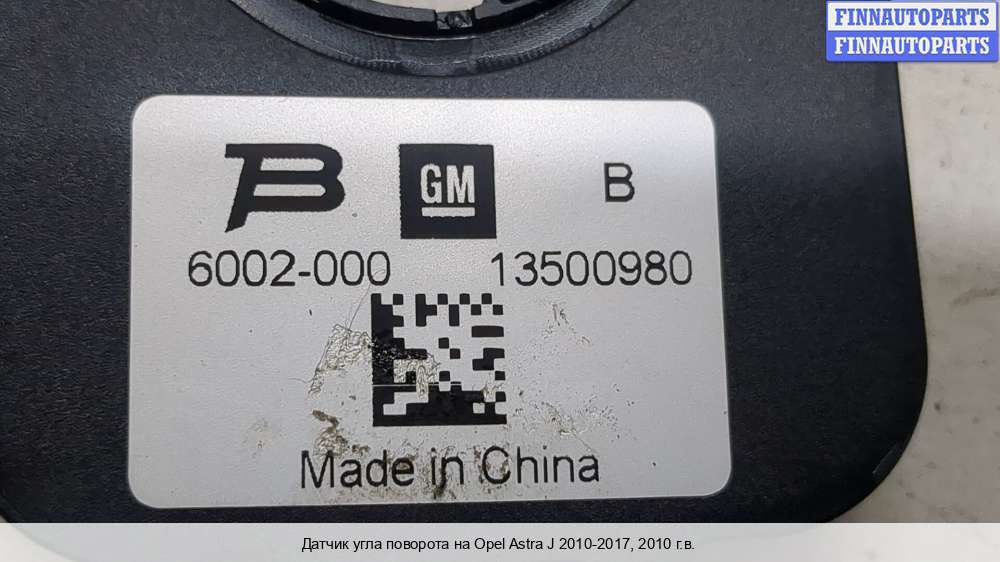 FINNAUTOPARTS
FINNAUTOPARTS
B GM B
6002-000 13500980
Made in China
Датчик угла поворота на Opel Astra J 2010-2017, 2010 г.в.